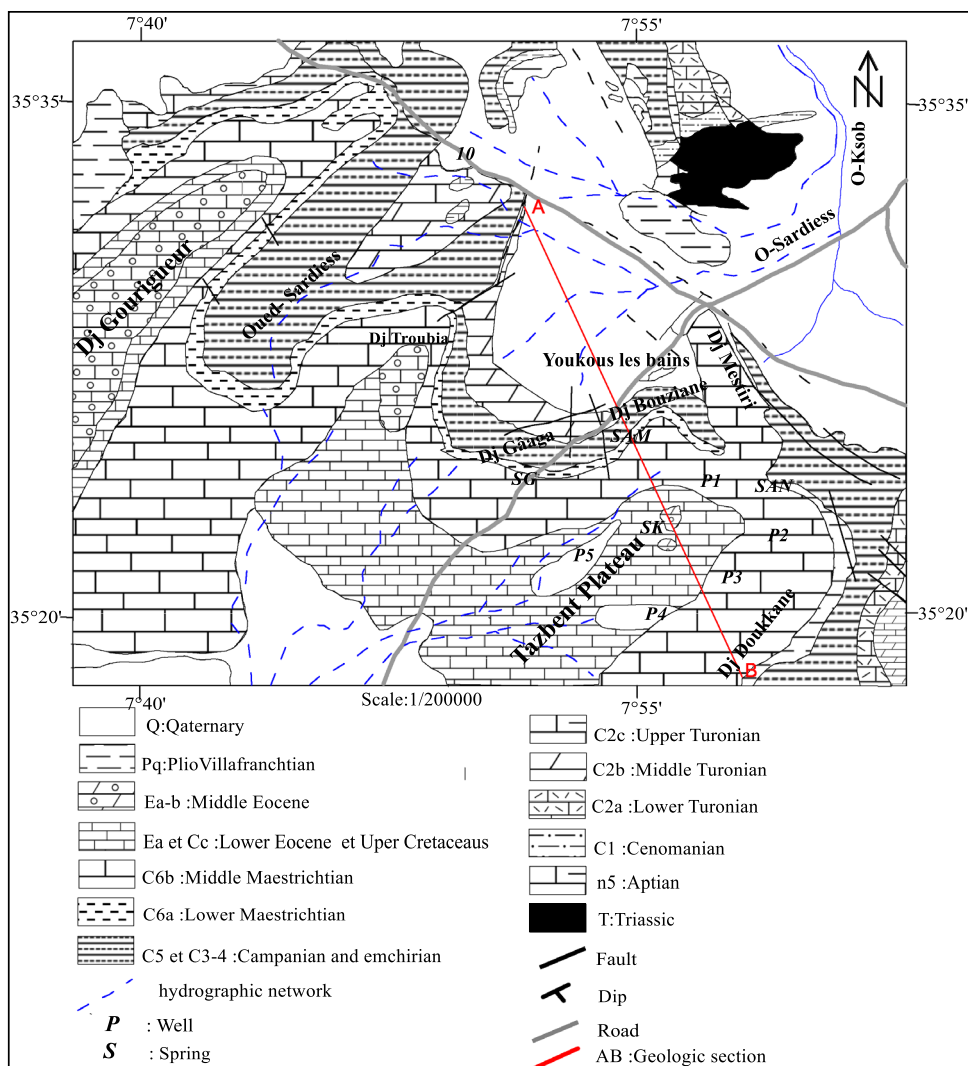 7°40'
7°55'
35°35'
35°35'
N
O-Ksob
10
A
O-Sardiess
Dj Gourigueur
Oued- Sardiess
Dj Troubia
Youkous les bains
Dj Mestiri
Dj Bouzlane
SAM
Dj Gaaga
SG
P1
SAN
SK
P2
P5
P3
Tazbent Plateau
P4
Dj Doukkane
B
35°20'
35°20'
7°40'
Scale:1/200000
7°55'
Q:Quaternary
Pq:PlioVillafranchtian
Ea-b :Middle Eocene
Ea et Cc :Lower Eocene et Uper Cretaceaus
C6b :Middle Maestrichtian
C6a :Lower Maestrichtian
C5 et C3-4 :Campanian and emchirian
hydrographic network
P : Well
S : Spring
C2c :Upper Turonian
C2b :Middle Turonian
C2a :Lower Turonian
C1 :Cenomanian
n5 :Aptian
T:Triassic
Fault
Dip
Road
AB :Geologic section